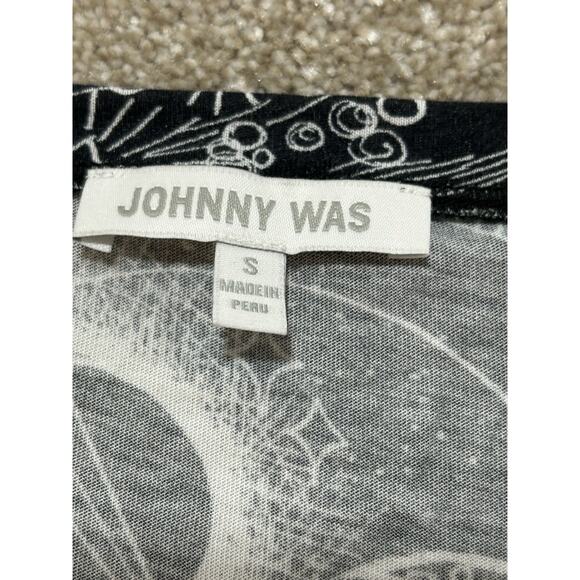 JOHNNY WAS
S
MADE IN
PERU